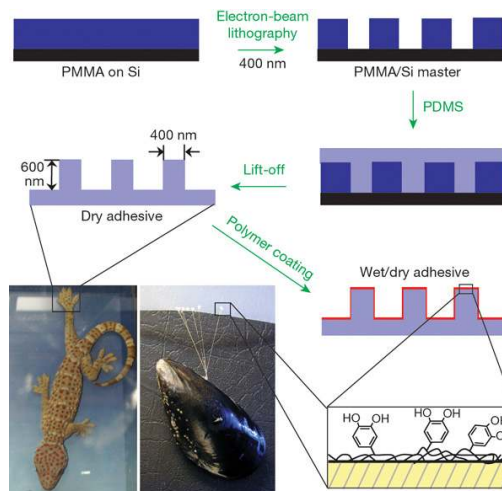 Electron-beam
lithography
400 nm
PMMA on Si
PMMA/Si master
PDMS
400 nm
600
nm
Lift-off
Dry adhesive
Polymer coating
Wet/dry adhesive
HO
OH
HO
OH
OH